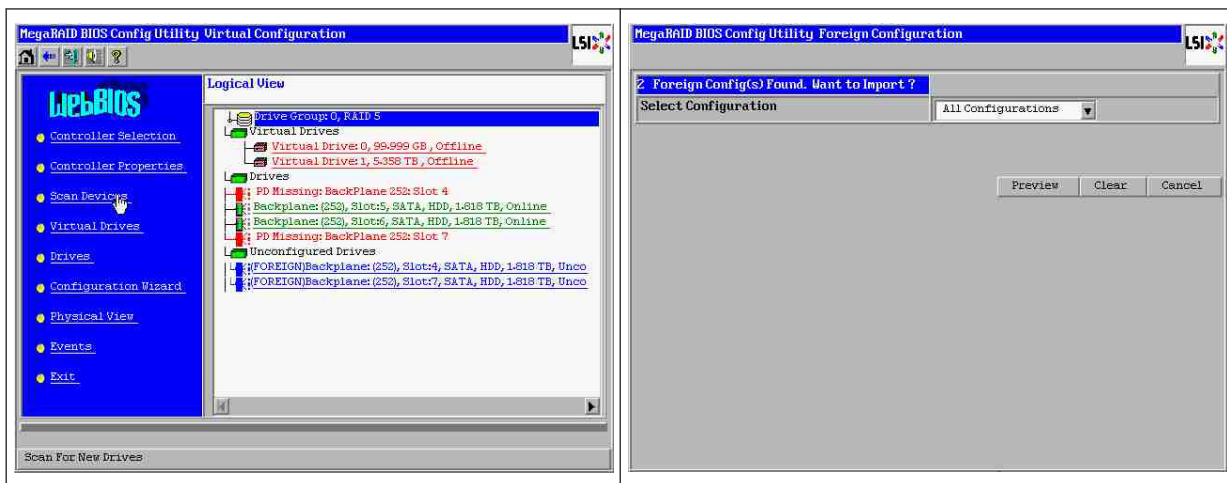 MegaRAID BIOS Config Utility Virtual Configuration
LSI
WebBIOS
Controller Selection
Controller Properties
Scan Devices
Virtual Drives
Drives
Configuration Wizard
Physical View
Events
Exit
Logical View
Drive Group: 0, RAID 5
Virtual Drives
Virtual Drive: 0, 99.999 GB , Offline
Virtual Drive: 1, 5.358 TB , Offline
Drives
PD Missing: BackPlane 252: Slot 4
Backplane: (252), Slot:5, SATA, HDD, 1.818 TB, Online
Backplane: (252), Slot:6, SATA, HDD, 1.818 TB, Online
PD Missing: BackPlane 252: Slot 7
Unconfigured Drives
(FOREIGN)Backplane: (252), Slot:4, SATA, HDD, 1.818 TB, Unco
(FOREIGN)Backplane: (252), Slot:7, SATA, HDD, 1.818 TB, Unco
Scan For New Drives
MegaRAID BIOS Config Utility Foreign Configuration
LSI
2 Foreign Config(s) Found. Want to Import ?
Select Configuration All Configurations
Preview Clear Cancel